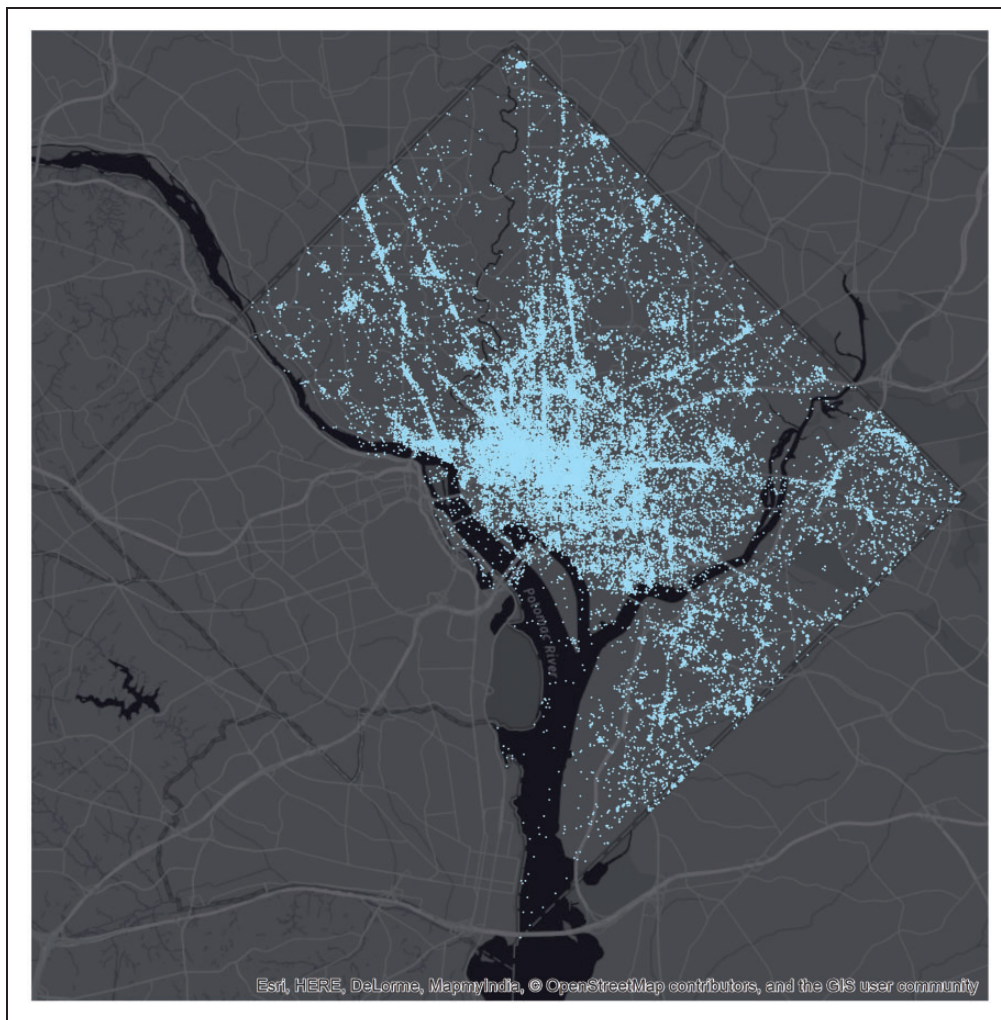 Potomac River
Esri, HERE, DeLorme, MapmyIndia, © OpenStreetMap contributors, and the GIS user community